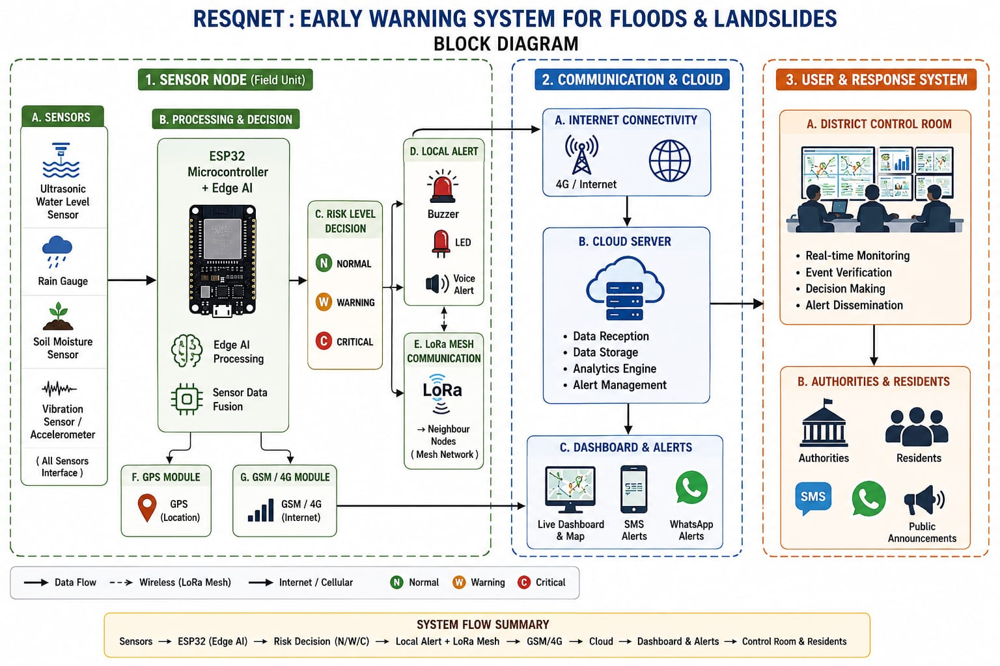 RESQNET : EARLY WARNING SYSTEM FOR FLOODS & LANDSLIDES
BLOCK DIAGRAM
1. SENSOR NODE (Field Unit)
A. SENSORS
Ultrasonic
Water Level
Sensor
Rain Gauge
Soil Moisture
Sensor
Vibration
Sensor /
Accelerometer
( All Sensors
Interface )
B. PROCESSING & DECISION
ESP32
Microcontroller
+ Edge AI
Edge AI
Processing
Sensor Data
Fusion
C. RISK LEVEL
DECISION
N NORMAL
W WARNING
C CRITICAL
D. LOCAL ALERT
Buzzer
LED
Voice
Alert
E. LoRa MESH
COMMUNICATION
LoRa
→ Neighbour
Nodes
( Mesh Network )
F. GPS MODULE
GPS
(Location)
G. GSM / 4G MODULE
GSM / 4G
(Internet)
2. COMMUNICATION & CLOUD
A. INTERNET CONNECTIVITY
4G / Internet
B. CLOUD SERVER
• Data Reception
• Data Storage
• Analytics Engine
• Alert Management
C. DASHBOARD & ALERTS
Live Dashboard
& Map
SMS
Alerts
WhatsApp
Alerts
3. USER & RESPONSE SYSTEM
A. DISTRICT CONTROL ROOM
• Real-time Monitoring
• Event Verification
• Decision Making
• Alert Dissemination
B. AUTHORITIES & RESIDENTS
Authorities
Residents
SMS
Public
Announcements
Data Flow
Wireless (LoRa Mesh)
Internet / Cellular
N Normal
W Warning
C Critical
SYSTEM FLOW SUMMARY
Sensors → ESP32 (Edge AI) → Risk Decision (N/W/C) → Local Alert + LoRa Mesh → GSM/4G → Cloud → Dashboard & Alerts → Control Room & Residents